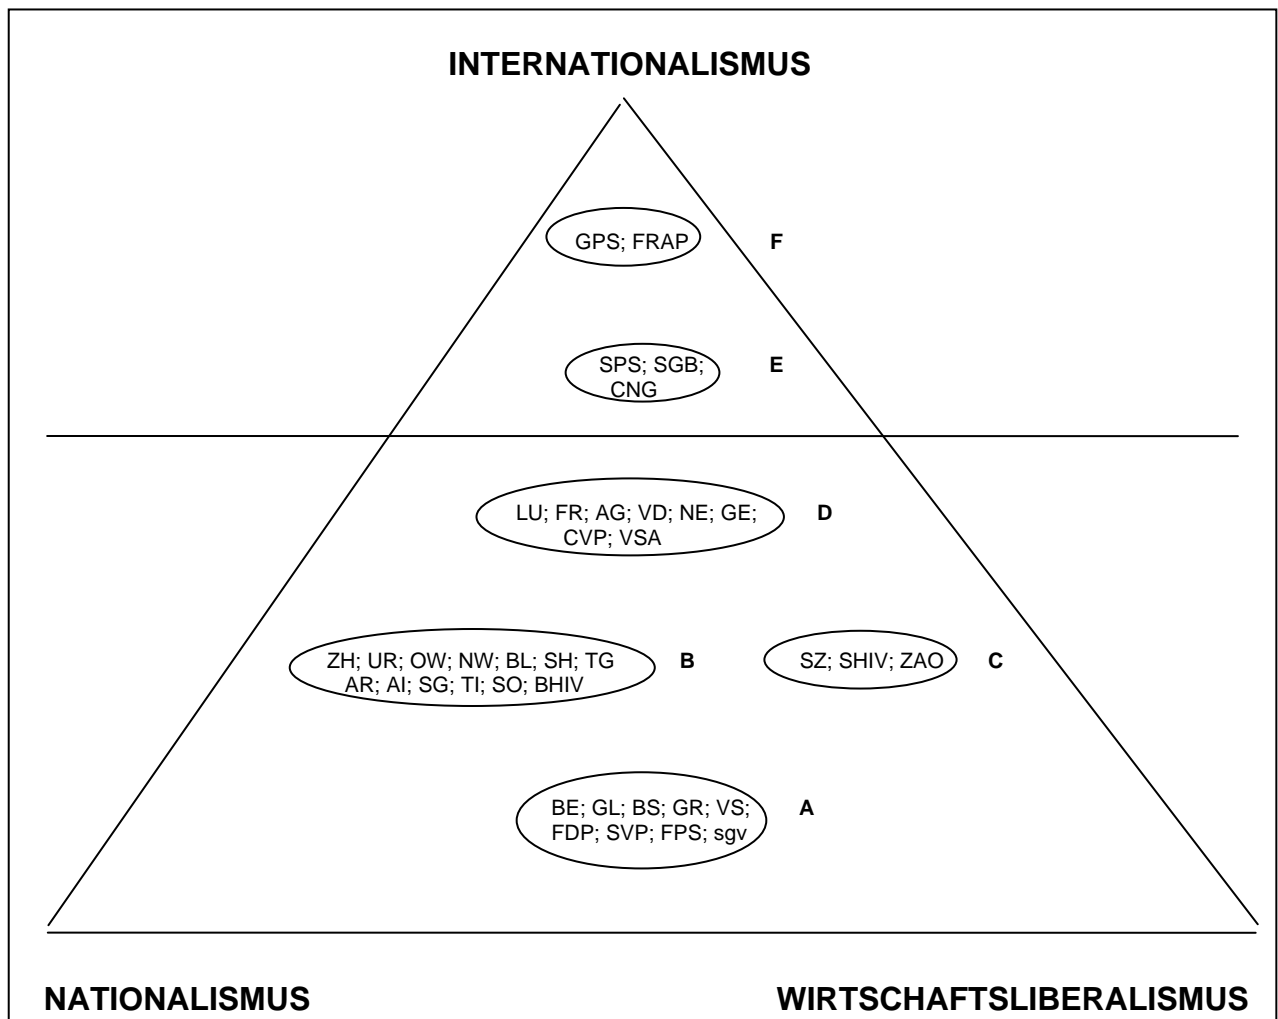 INTERNATIONALISMUS
GPS; FRAP
F
SPS; SGB;
CNG
E
LU; FR; AG; VD; NE; GE;
CVP; VSA
D
ZH; UR; OW; NW; BL; SH; TG
AR; AI; SG; TI; SO; BHIV
B
SZ; SHIV; ZAO
C
BE; GL; BS; GR; VS;
FDP; SVP; FPS; sgv
A
NATIONALISMUS
WIRTSCHAFTSLIBERALISMUS